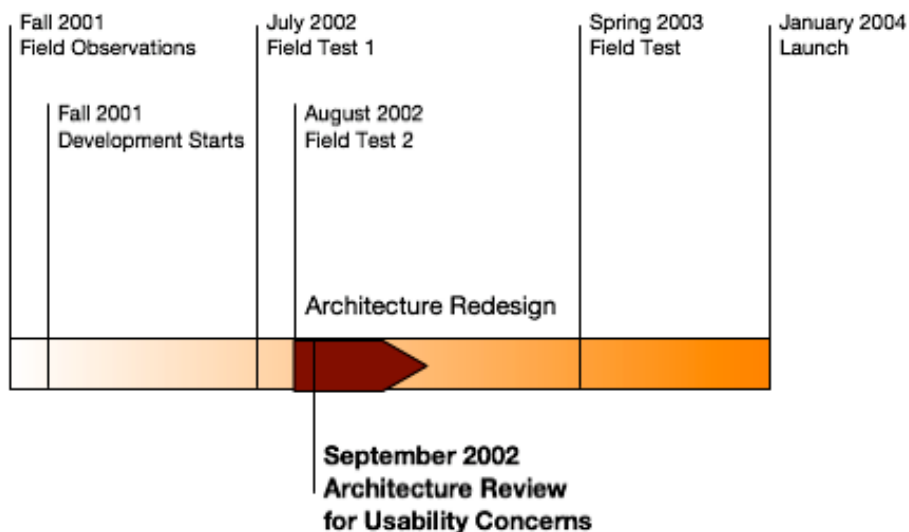 Fall 2001
Field Observations
July 2002
Field Test 1
Spring 2003
Field Test
January 2004
Launch
Fall 2001
Development Starts
August 2002
Field Test 2
Architecture Redesign
September 2002
Architecture Review
for Usability Concerns